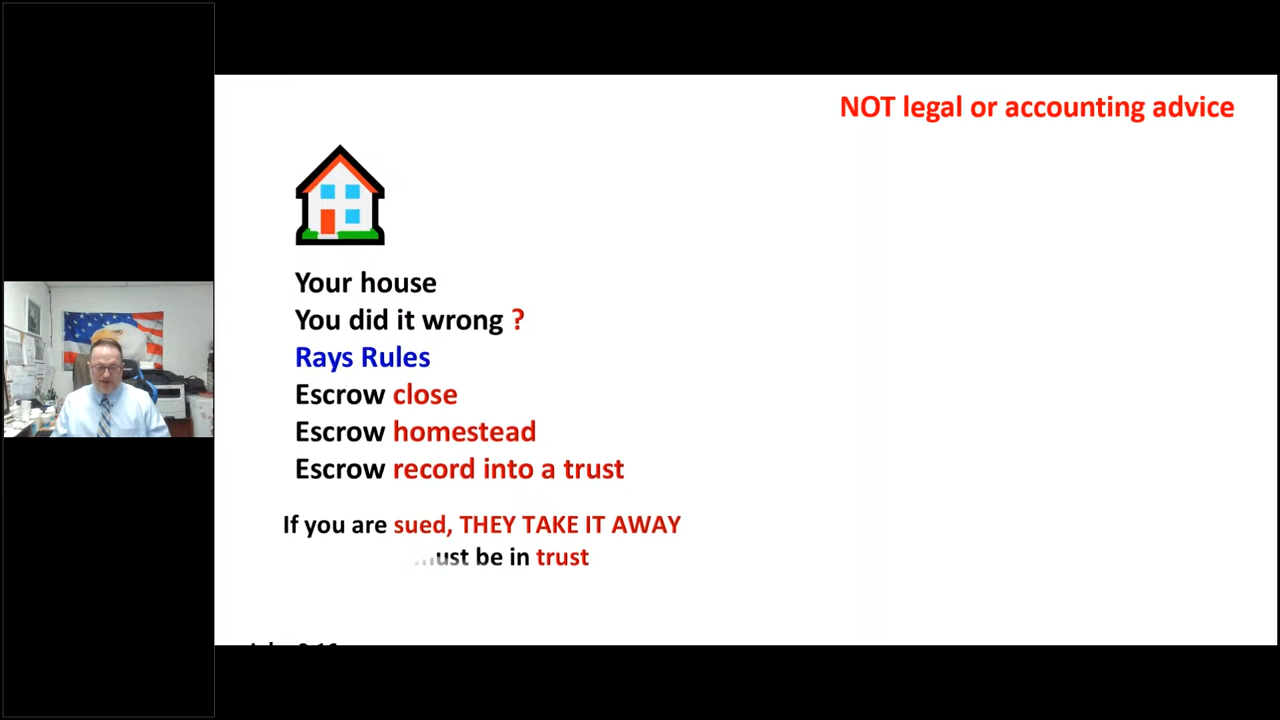 NOT legal or accounting advice
Your house
You did it wrong ?
Rays Rules
Escrow close
Escrow homestead
Escrow record into a trust
If you are sued, THEY TAKE IT AWAY
must be in trust